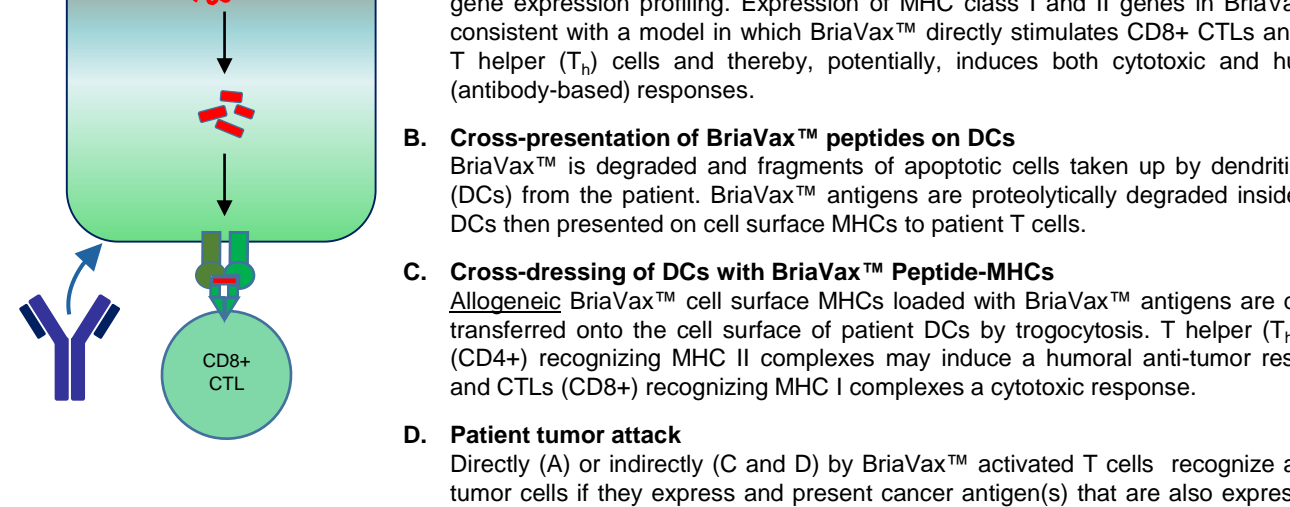 gene expression profiling. Expression of MHC class I and II genes in
consistent with a model in which BriaVax™ directly stimulates CD8+ CTLs
T helper (Th) cells and thereby, potentially, induces both cytotoxic and
(antibody-based) responses.
B. Cross-presentation of BriaVax™ peptides on DCs
BriaVax™ is degraded and fragments of apoptotic cells taken up by
(DCs) from the patient. BriaVax™ antigens are proteolytically degraded
DCs then presented on cell surface MHCs to patient T cells.
C. Cross-dressing of DCs with BriaVax™ Peptide-MHCs
Allogeneic BriaVax™ cell surface MHCs loaded with BriaVax™ antigens are
transferred onto the cell surface of patient DCs by trogocytosis. T helper (Th
(CD4+) recognizing MHC II complexes may induce a humoral anti-tumor
and CTLs (CD8+) recognizing MHC I complexes a cytotoxic response.
D. Patient tumor attack
Directly (A) or indirectly (C and D) by BriaVax™ activated T cells recognize
tumor cells if they express and present cancer antigen(s) that are also
CD8+
CTL